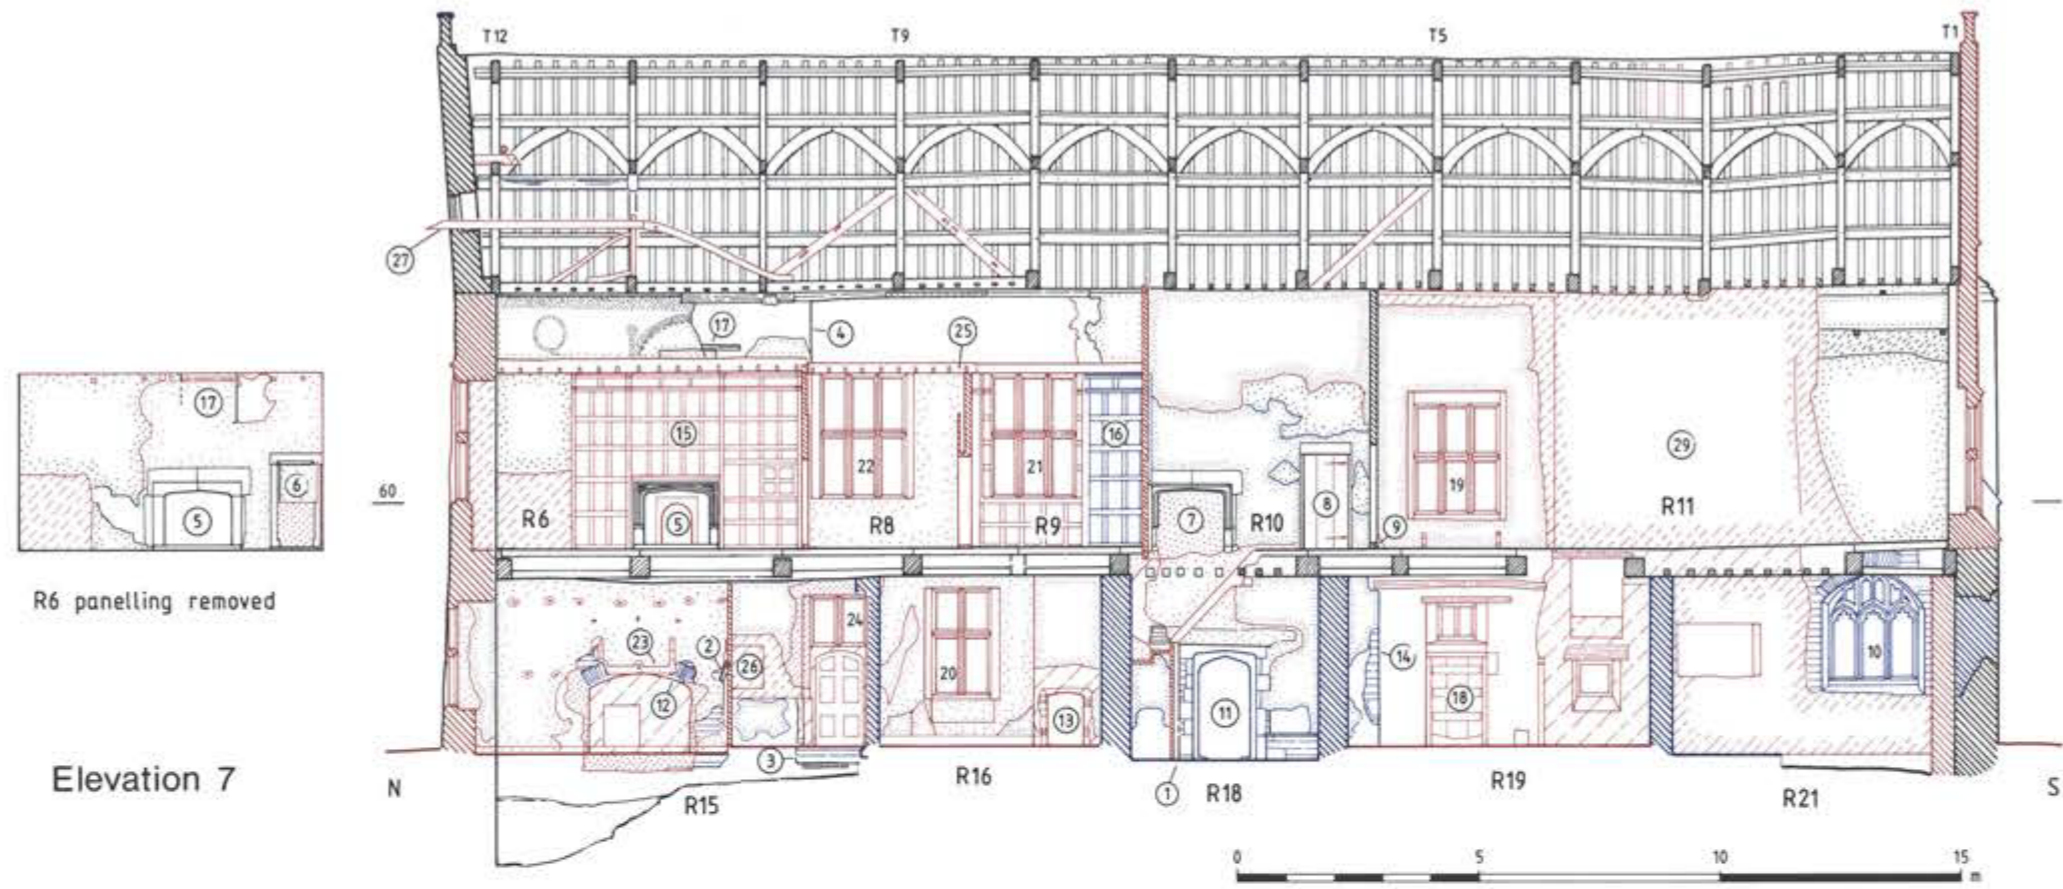 T12 T9 T5 T1
27
17 4 25
17
15 22 21 16 19 29
6
5
60
R6 5 R8 R9 7 R10 8 9 R11
R6 panelling removed
23 2 26 24 20 14 10
12 13 11 18
Elevation 7
N 3 R15 R16 1 R18 R19 R21 S
0 5 10 15
m